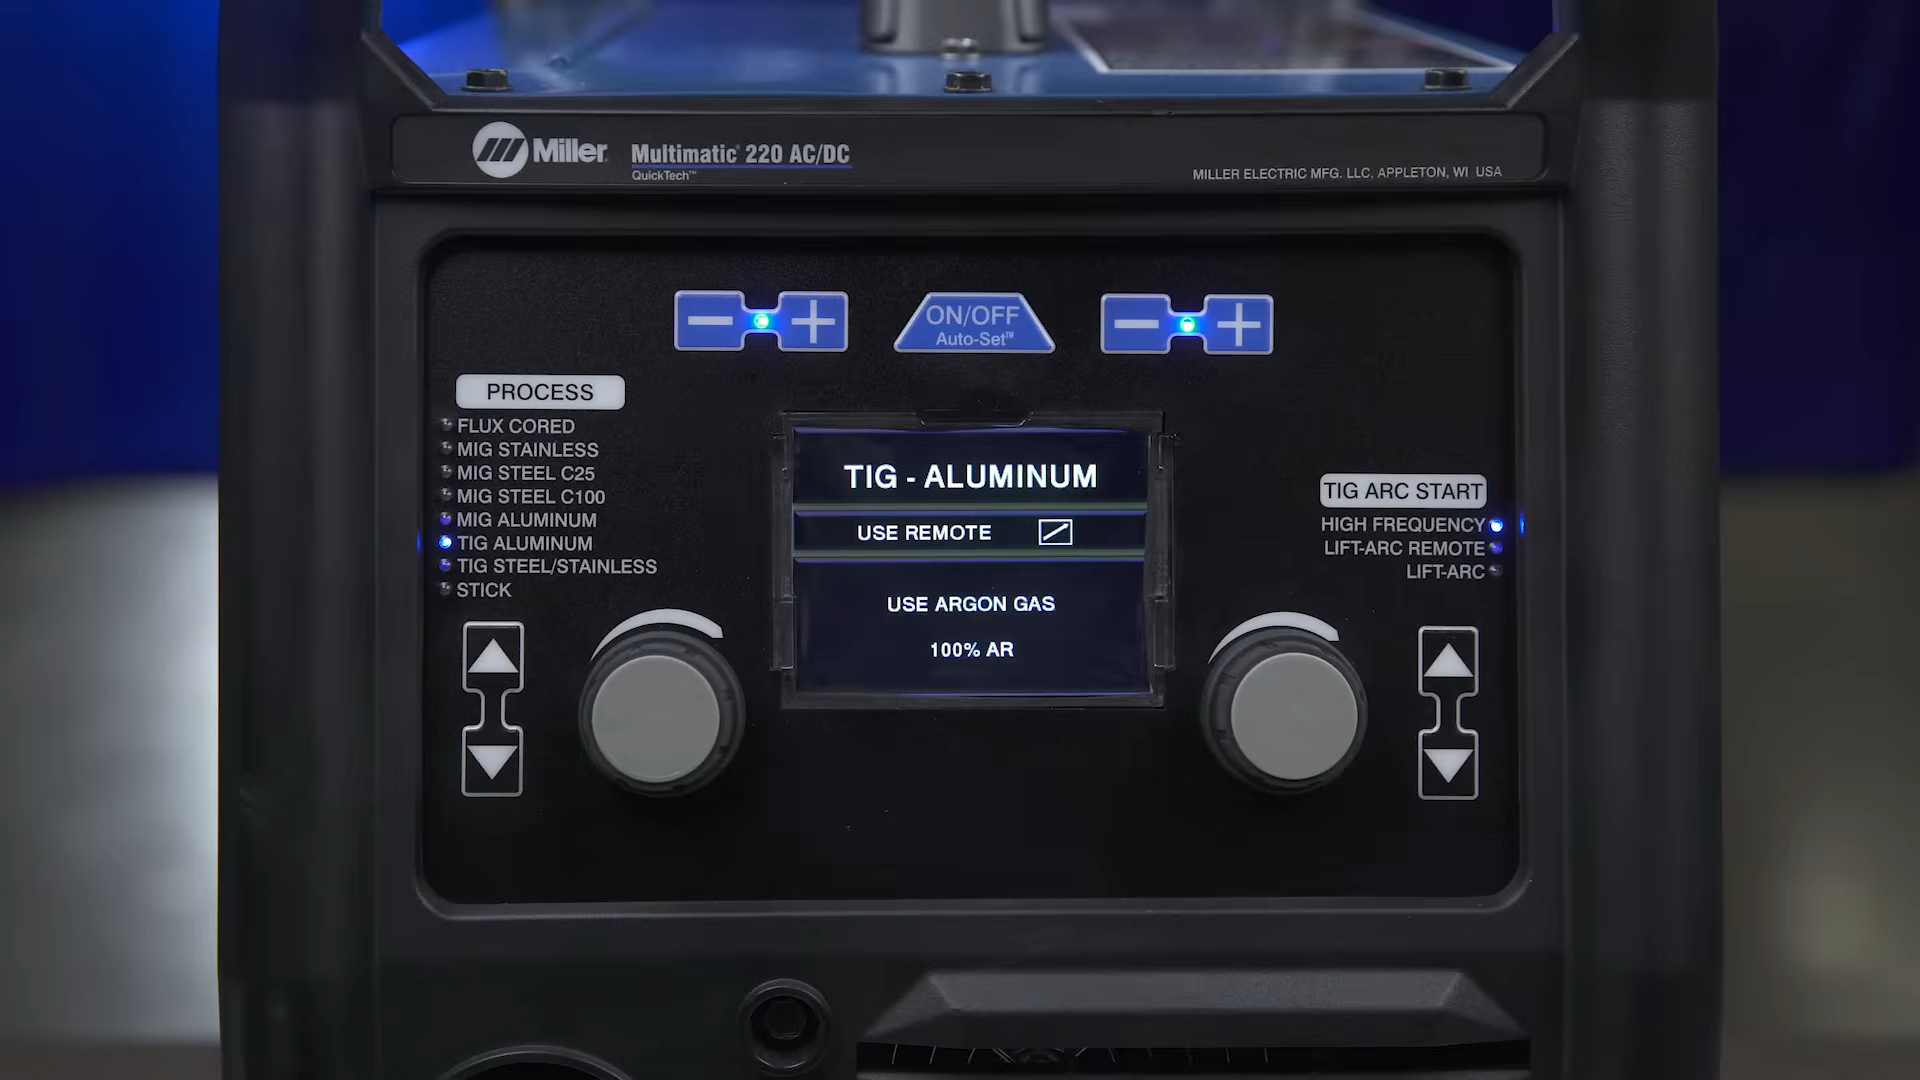 Miller
Multimatic® 220 AC/DC
QuickTech™
MILLER ELECTRIC MFG. LLC, APPLETON, WI USA
ON/OFF
Auto-Set™
PROCESS
FLUX CORED
MIG STAINLESS
MIG STEEL C25
MIG STEEL C100
MIG ALUMINUM
TIG ALUMINUM
TIG STEEL/STAINLESS
STICK
TIG - ALUMINUM
USE REMOTE
USE ARGON GAS
100% AR
TIG ARC START
HIGH FREQUENCY
LIFT-ARC REMOTE
LIFT-ARC